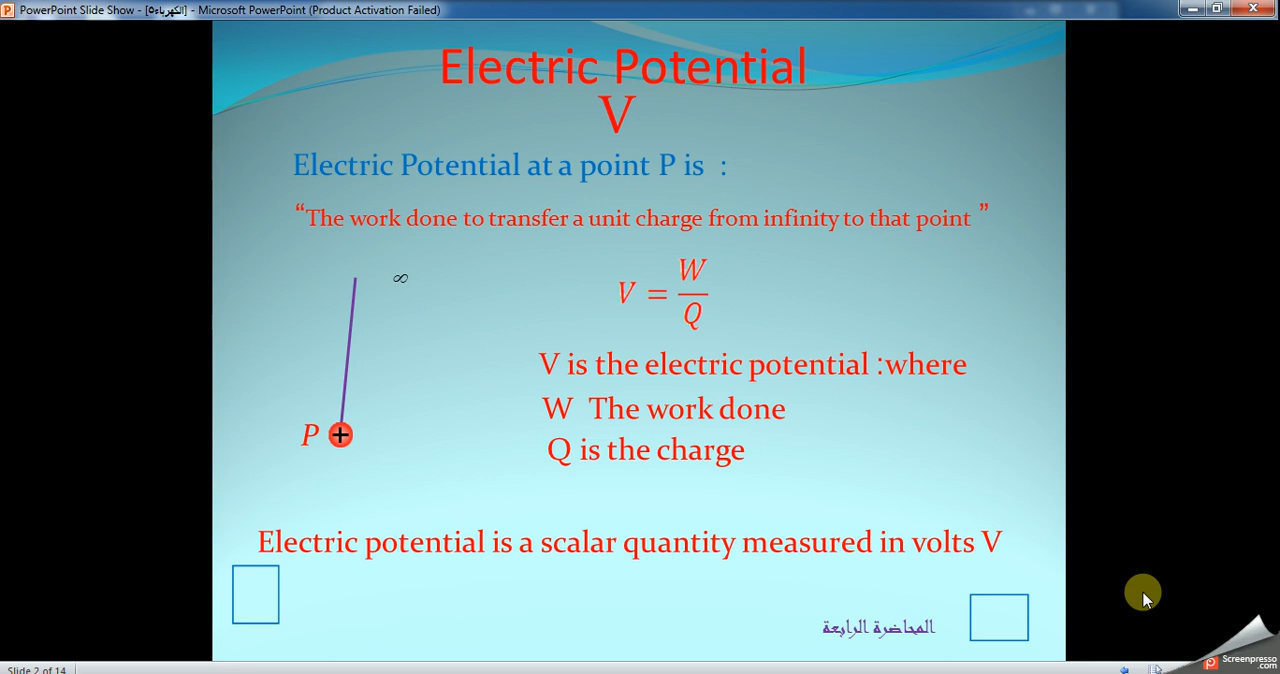 PowerPoint Slide Show - [الكهرباء٥] - Microsoft PowerPoint (Product Activation Failed)
Electric Potential
V
Electric Potential at a point P is :
“The work done to transfer a unit charge from infinity to that point ”
∞
V = W/Q
V is the electric potential :where
W The work done
P +
Q is the charge
Electric potential is a scalar quantity measured in volts V
المحاضرة الرابعة
Slide 2 of 14
Screenpresso
.com